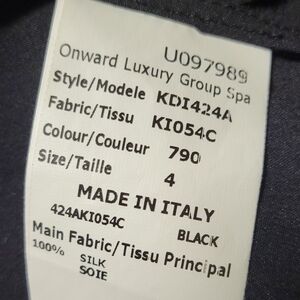 U097989
Onward Luxury Group Spa
Style/Modele KDI424A
Fabric/Tissu KI054C
Colour/Couleur 790
Size/Taille 4
MADE IN ITALY
424AKI054C BLACK
Main Fabric/Tissu Principal
100% SILK
SOIE